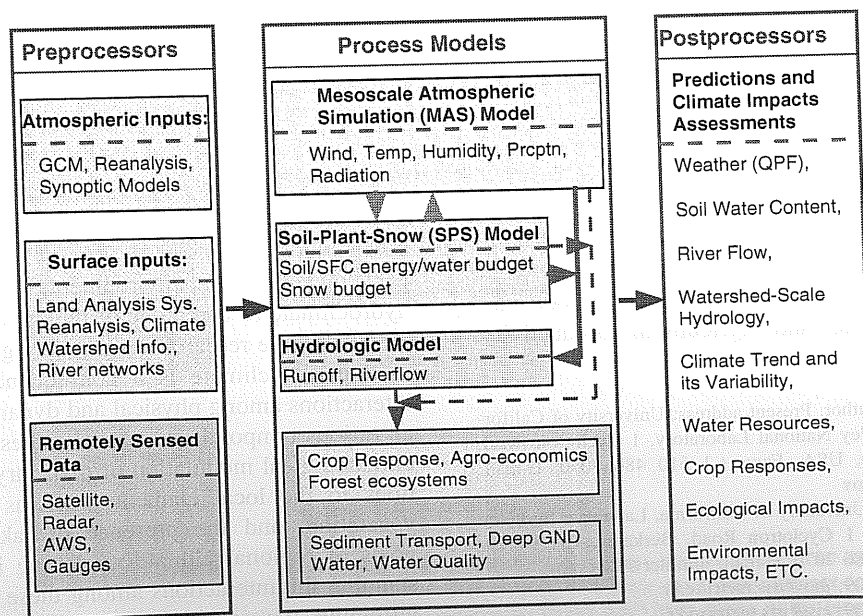 Preprocessors
Atmospheric Inputs:
GCM, Reanalysis,
Synoptic Models
Surface Inputs:
Land Analysis Sys.
Reanalysis, Climate
Watershed Info.,
River networks
Remotely Sensed
Data
Satellite,
Radar,
AWS,
Gauges
Process Models
Mesoscale Atmospheric
Simulation (MAS) Model
Wind, Temp, Humidity, Prcptn,
Radiation
Soil-Plant-Snow (SPS) Model
Soil/SFC energy/water budget
Snow budget
Hydrologic Model
Runoff, Riverflow
Crop Response, Agro-economics
Forest ecosystems
Sediment Transport, Deep GND
Water, Water Quality
Postprocessors
Predictions and
Climate Impacts
Assessments
Weather (QPF),
Soil Water Content,
River Flow,
Watershed-Scale
Hydrology,
Climate Trend and
its Variability,
Water Resources,
Crop Responses,
Ecological Impacts,
Environmental
Impacts, ETC.